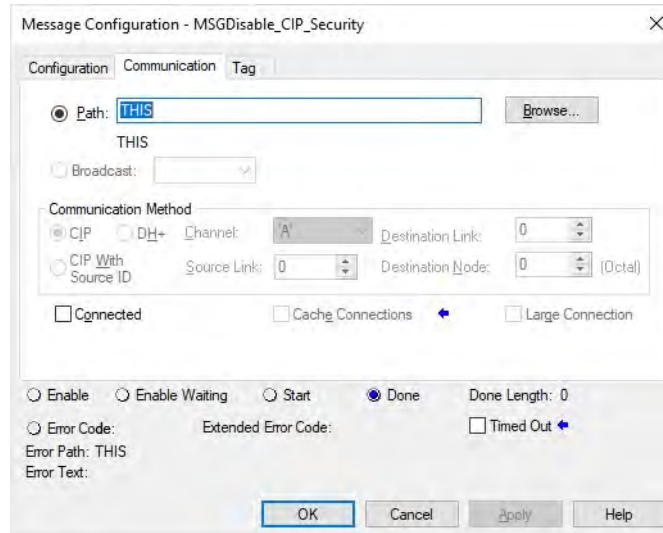 Message Configuration - MSGDisable_CIP_Security
Configuration Communication Tag
Path: THIS Browse...
THIS
Broadcast:
Communication Method
CIP DH+ Channel: 'A' Destination Link: 0
CIP With Source ID Source Link: 0 Destination Node: 0 (Octal)
Connected Cache Connections Large Connection
Enable Enable Waiting Start Done Done Length: 0
Error Code: Extended Error Code: Timed Out
Error Path: THIS
Error Text:
OK Cancel Apply Help